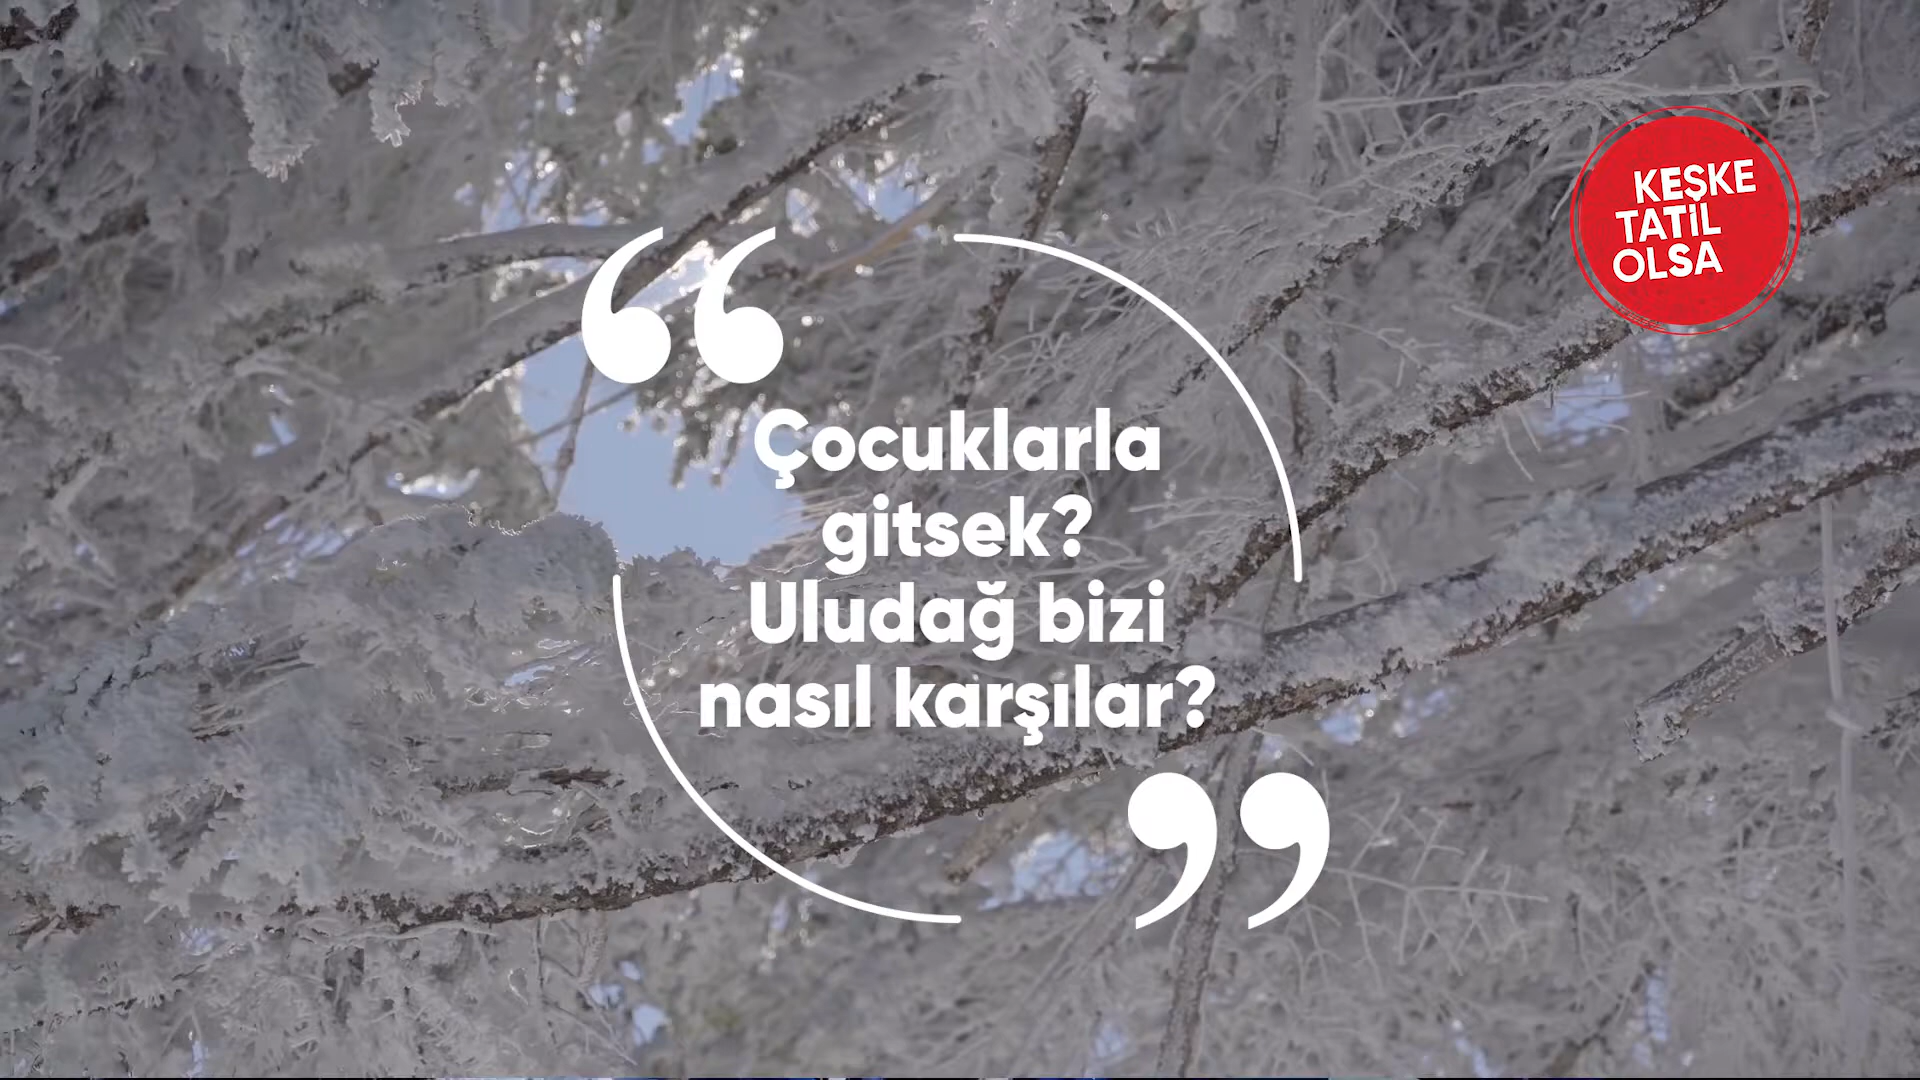 KEŞKE
TATİL
OLSA
“
Çocuklarla
gitsek?
Uludağ bizi
nasıl karşılar?
”